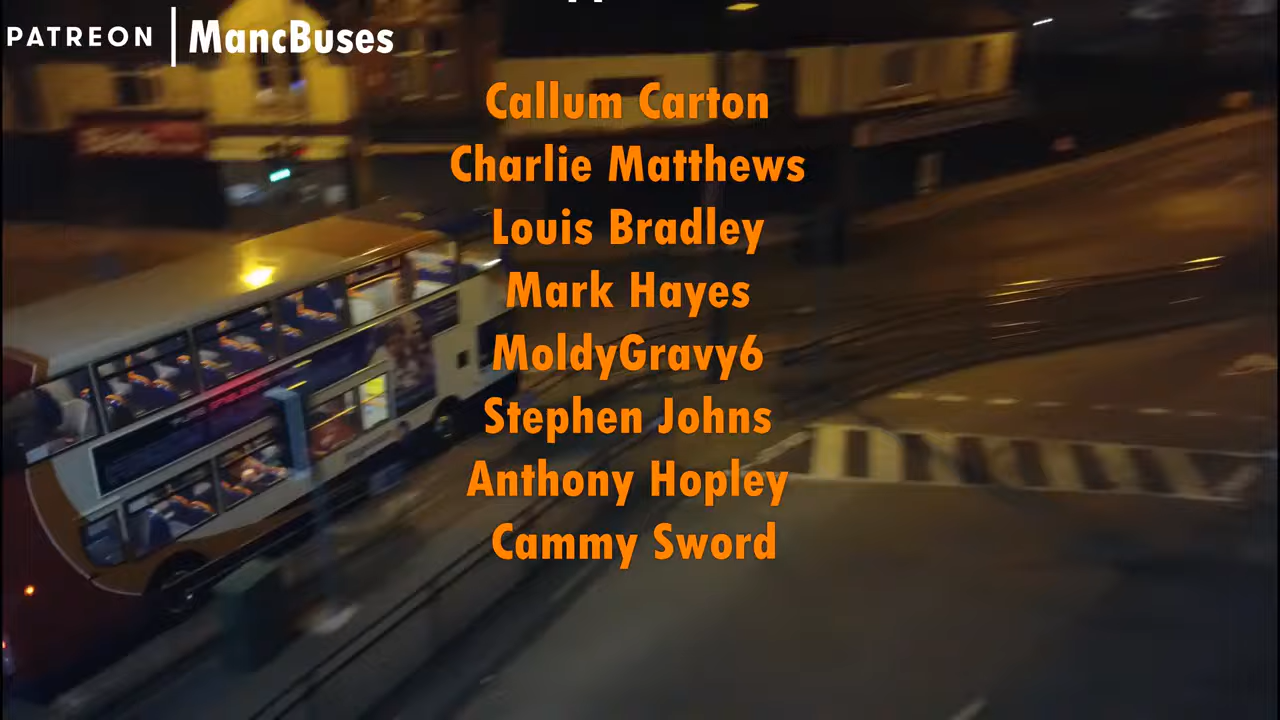 PATREON | MancBuses
Callum Carton
Charlie Matthews
Louis Bradley
Mark Hayes
MoldyGravy6
Stephen Johns
Anthony Hopley
Cammy Sword